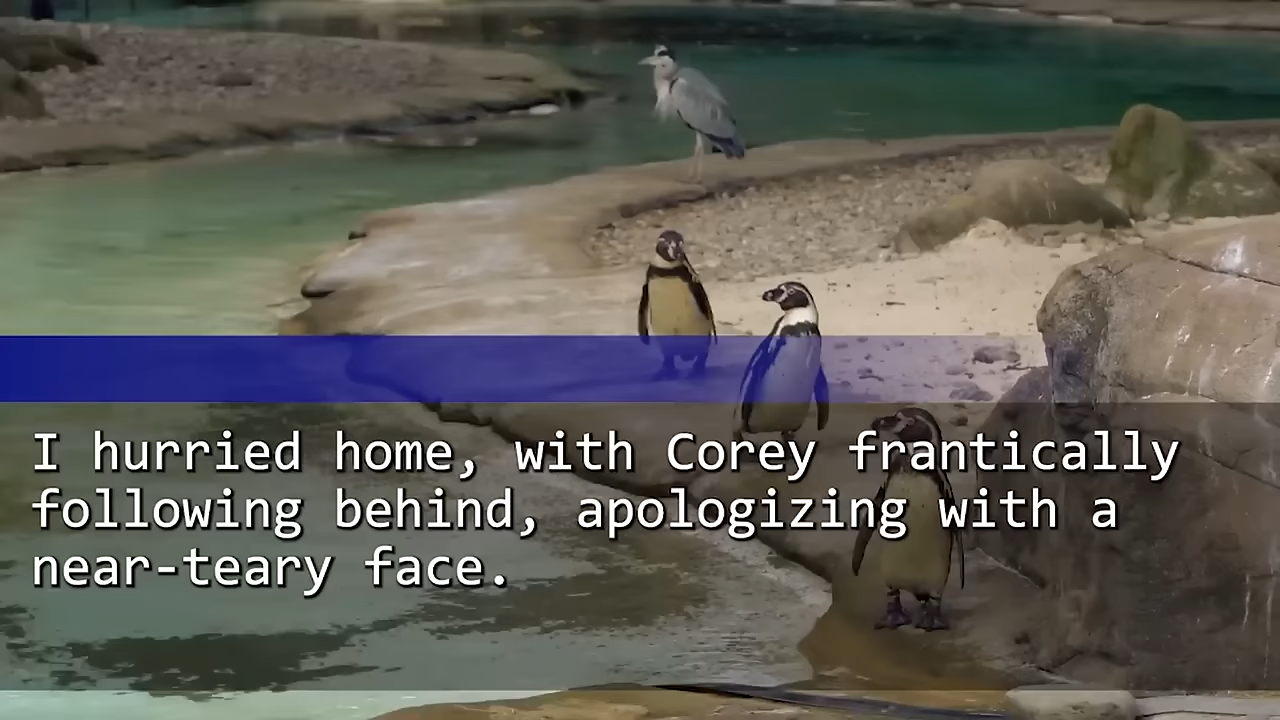 I hurried home, with Corey frantically
following behind, apologizing with a
near-teary face.